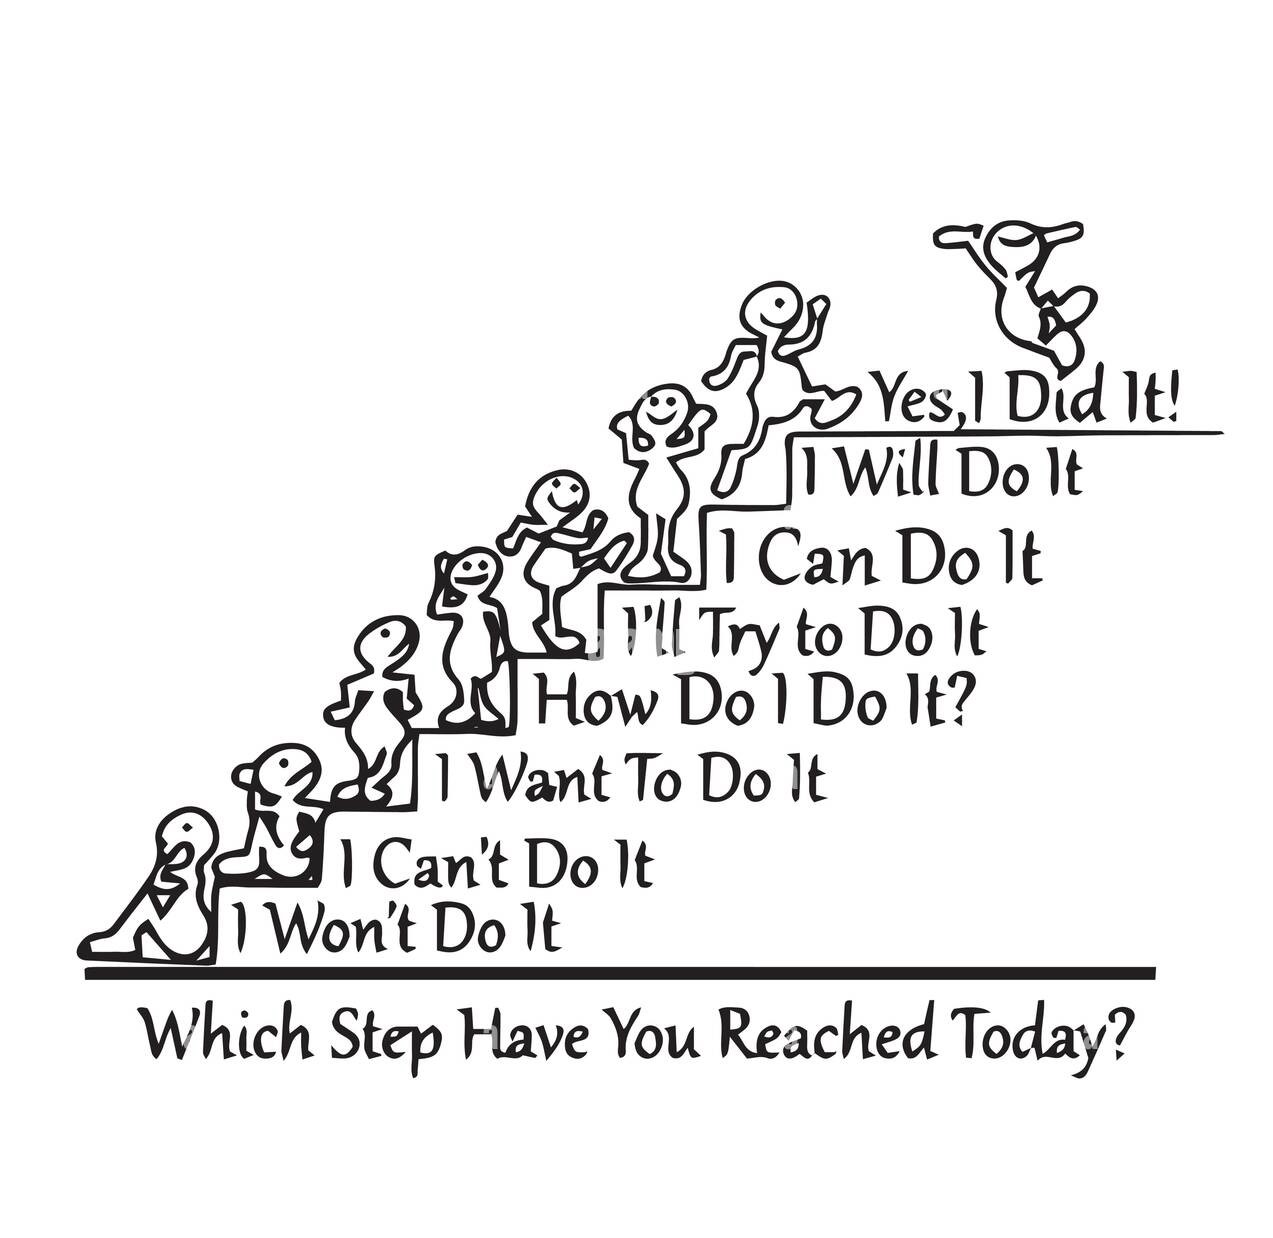 Yes,I Did It!
I Will Do It
I Can Do It
I'll Try to Do It
How Do I Do It?
I Want To Do It
I Can't Do It
I Won't Do It
Which Step Have You Reached Today?